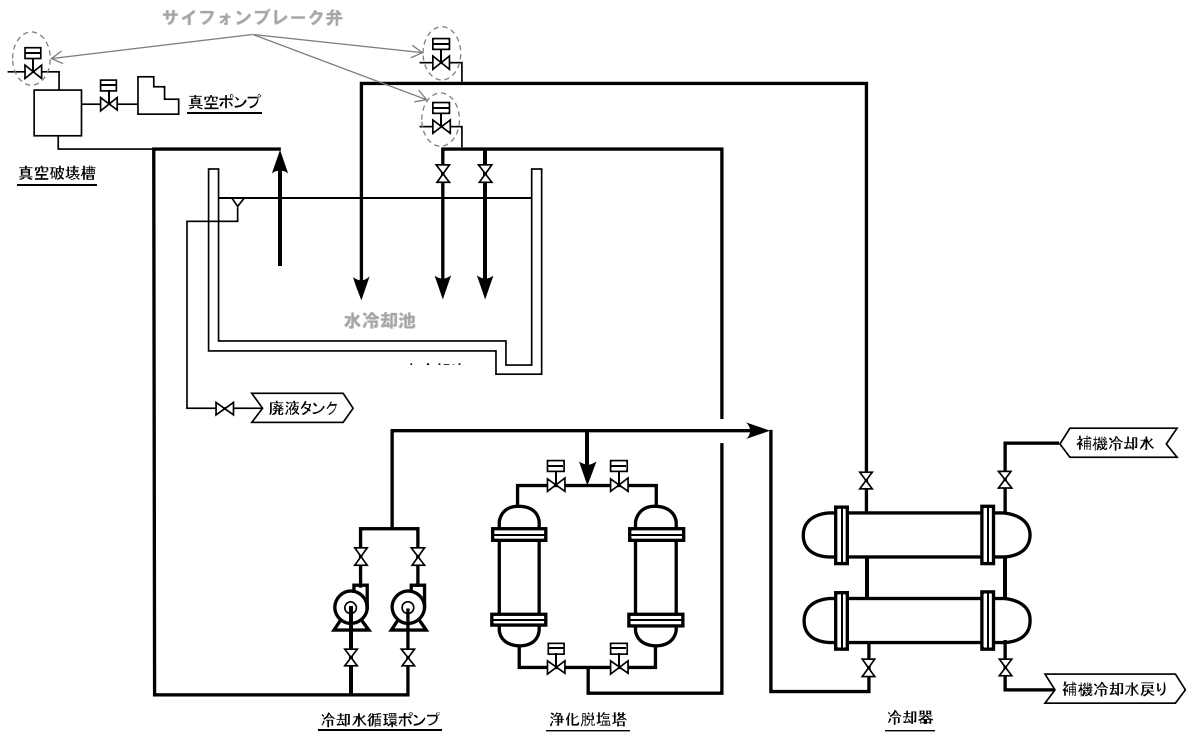 サイフォンブレーク弁
真空ポンプ
真空破壊槽
水冷却池
廃液タンク
補機冷却水
補機冷却水戻り
冷却水循環ポンプ
浄化脱塩塔
冷却器